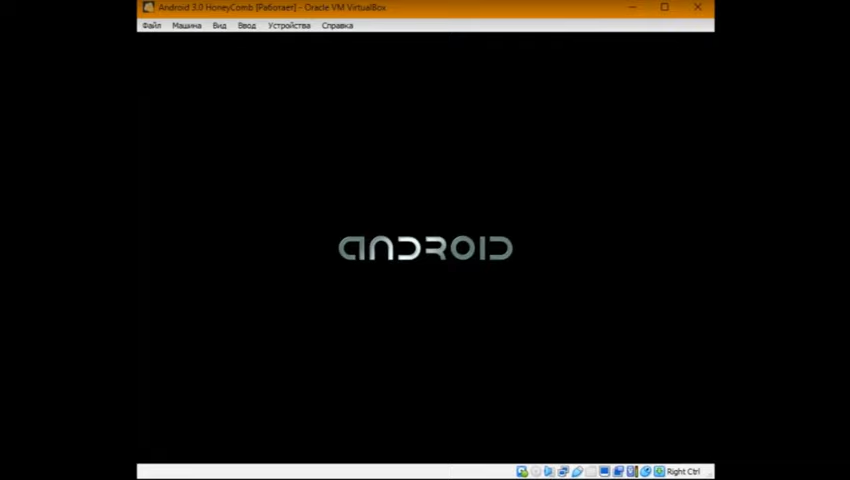 Android 3.0 HoneyComb [Работает] - Oracle VM VirtualBox
Файл Машина Вид Ввод Устройства Справка
ANDROID
Right Ctrl